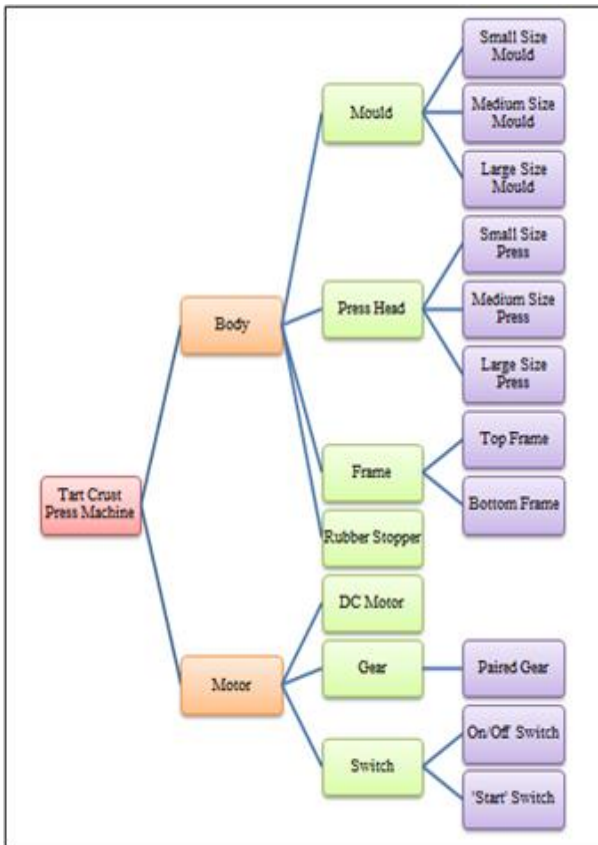 Small Size
Mould
Mould
Medium Size
Mould
Large Size
Mould
Small Size
Press
Body
Press Head
Medium Size
Press
Large Size
Press
Top Frame
Frame
Tart Crust
Press Machine
Bottom Frame
Rubber Stopper
DC Motor
Motor
Gear
Paired Gear
On/Off Switch
Switch
'Start' Switch